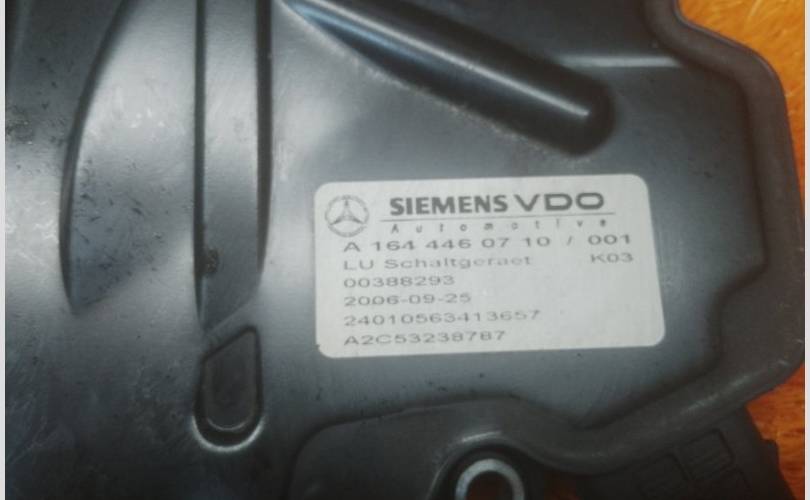 SIEMENS VDO
Automotive
A 164 446 07 10 / 001
LU Schaltgeraet K03
00388293
2006-09-25
24010563413657
A2C53238787